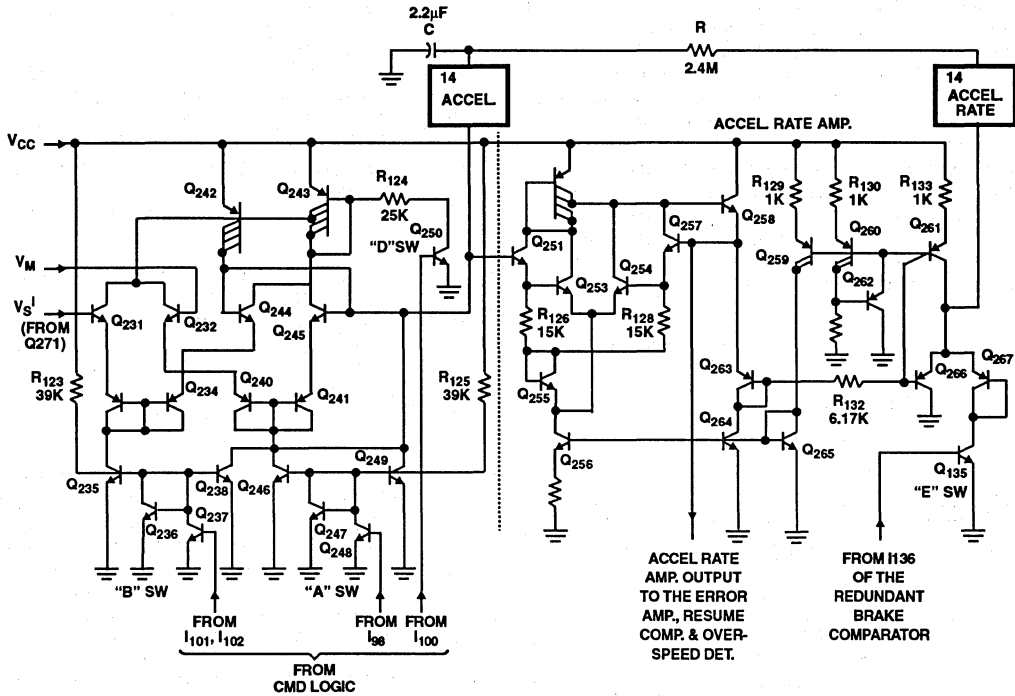 2.2μF
C
R
2.4M
14
ACCEL.
14
ACCEL.
RATE
ACCEL. RATE AMP.
VCC
Q242
Q243
R124
25K
Q250
"D"SW
R129
1K
R130
1K
R133
1K
Q260
Q261
Q257
Q258
Q251
Q259
VM
VS'
(FROM
Q271)
Q231
Q232
Q244
Q245
Q253
Q254
Q262
R126
15K
R128
15K
R123
39K
Q234
Q240
Q241
R125
39K
Q255
Q263
R132
6.17K
Q266
Q267
Q264
Q235
Q238
Q246
Q249
Q256
Q265
Q135
"E" SW
Q236
Q237
Q247
Q248
"B" SW
"A" SW
FROM
I101, I102
FROM
I98
FROM
I100
FROM
CMD LOGIC
ACCEL RATE
AMP. OUTPUT
TO THE ERROR
AMP., RESUME
COMP. & OVER-
SPEED DET.
FROM I136
OF THE
REDUNDANT
BRAKE
COMPARATOR